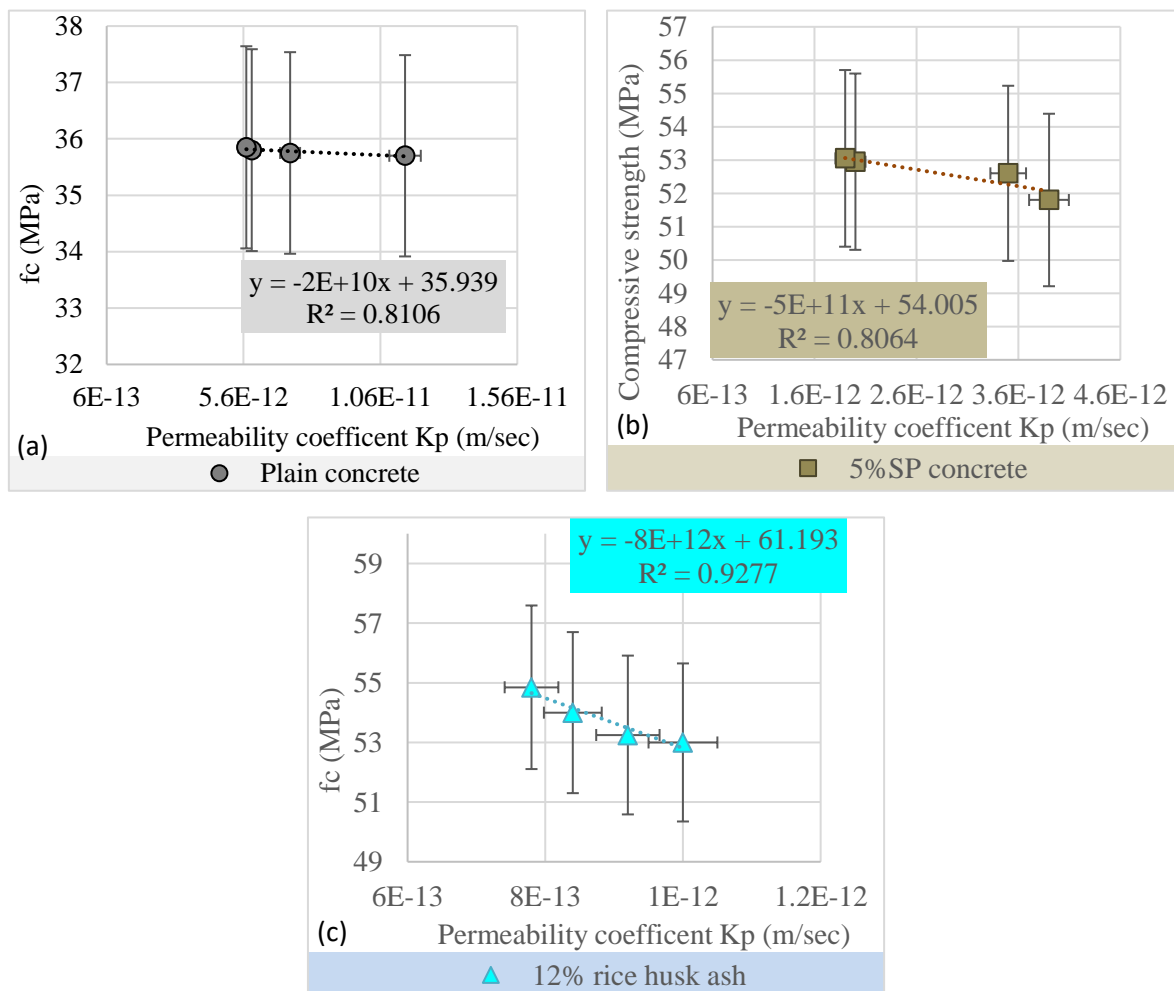 38
37
36
35
34
33
32
fc (MPa)
y = -2E+10x + 35.939
R² = 0.8106
6E-13 5.6E-12 1.06E-11 1.56E-11
(a)
Permeability coefficent Kp (m/sec)
Plain concrete
57
56
55
54
53
52
51
50
49
48
47
Compressive strength (MPa)
y = -5E+11x + 54.005
R² = 0.8064
6E-13 1.6E-12 2.6E-12 3.6E-12 4.6E-12
(b)
Permeability coefficent Kp (m/sec)
5%SP concrete
y = -8E+12x + 61.193
R² = 0.9277
59
57
55
53
51
49
fc (MPa)
6E-13 8E-13 1E-12 1.2E-12
(c)
Permeability coefficent Kp (m/sec)
12% rice husk ash